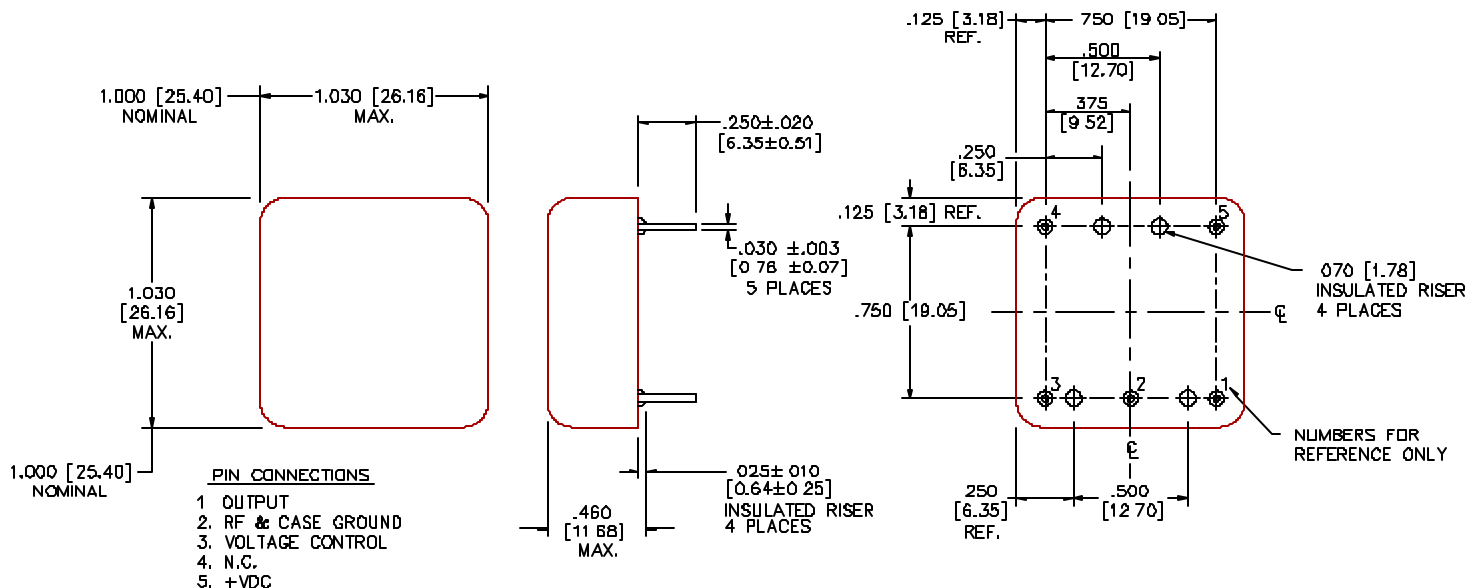 .125 [3.18]
REF.
.750 [19.05]
.500
[12.70]
.375
[9.52]
.250
[6.35]
1.000 [25.40]
NOMINAL
1.030 [26.16]
MAX.
.250±.020
[6.35±0.51]
.125 [3.18] REF.
4
5
.030 ±.003
[0.76 ±0.07]
5 PLACES
.070 [1.78]
INSULATED RISER
4 PLACES
1.030
[26.16]
MAX.
.750 [19.05]
℄
3
2
1
℄
NUMBERS FOR
REFERENCE ONLY
1.000 [25.40]
NOMINAL
.025±.010
[0.64±0.25]
INSULATED RISER
4 PLACES
.460
[11.68]
MAX.
.250
[6.35]
REF.
.500
[12.70]
PIN CONNECTIONS
1 OUTPUT
2. RF & CASE GROUND
3. VOLTAGE CONTROL
4. N.C.
5. +VDC